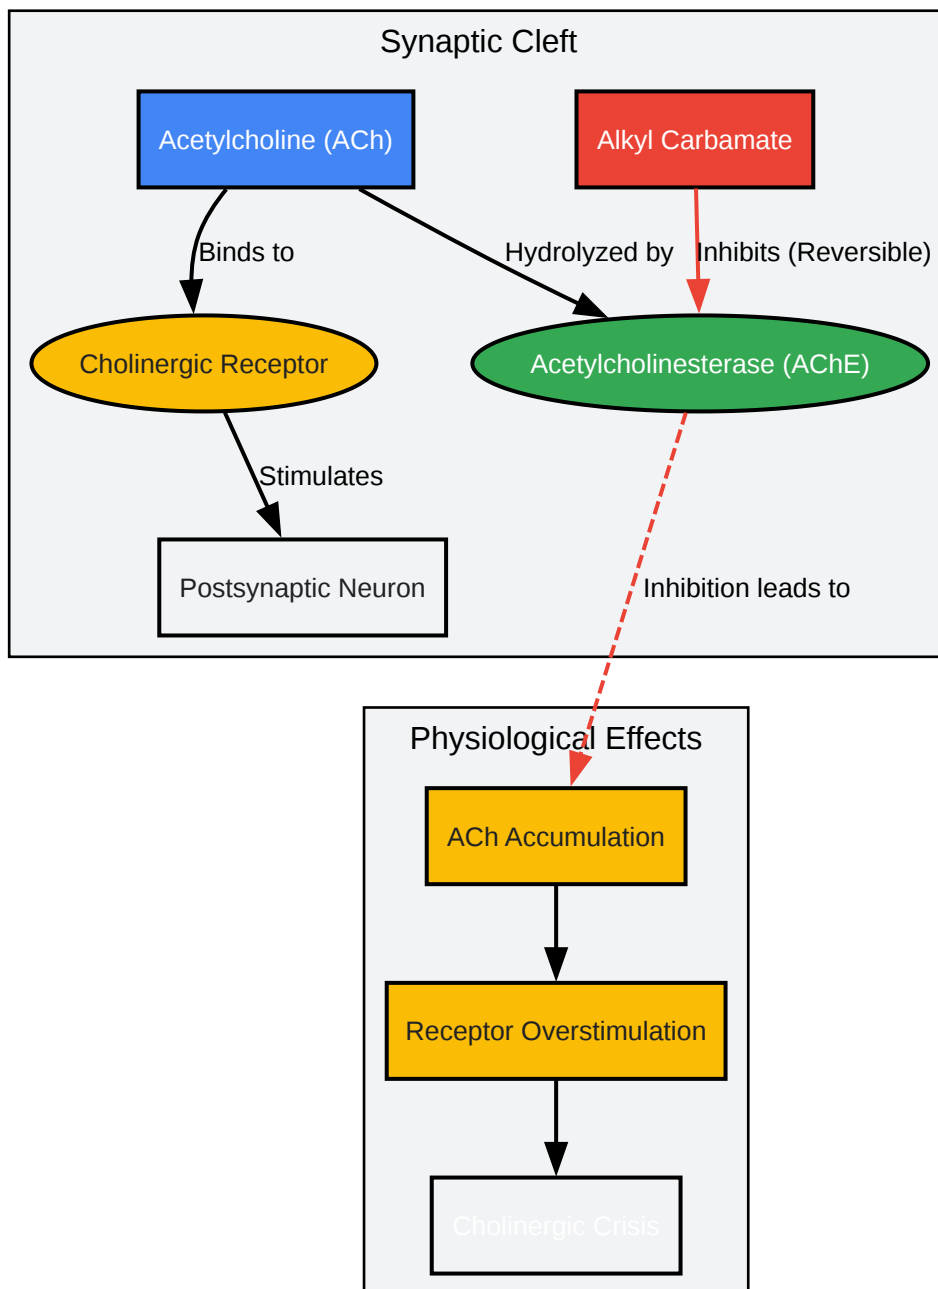 Synaptic Cleft
Acetylcholine (ACh)
Alkyl Carbamate
Binds to
Hydrolyzed by
Inhibits (Reversible)
Cholinergic Receptor
Acetylcholinesterase (AChE)
Stimulates
Postsynaptic Neuron
Inhibition leads to
Physiological Effects
ACh Accumulation
Receptor Overstimulation
Cholinergic Crisis